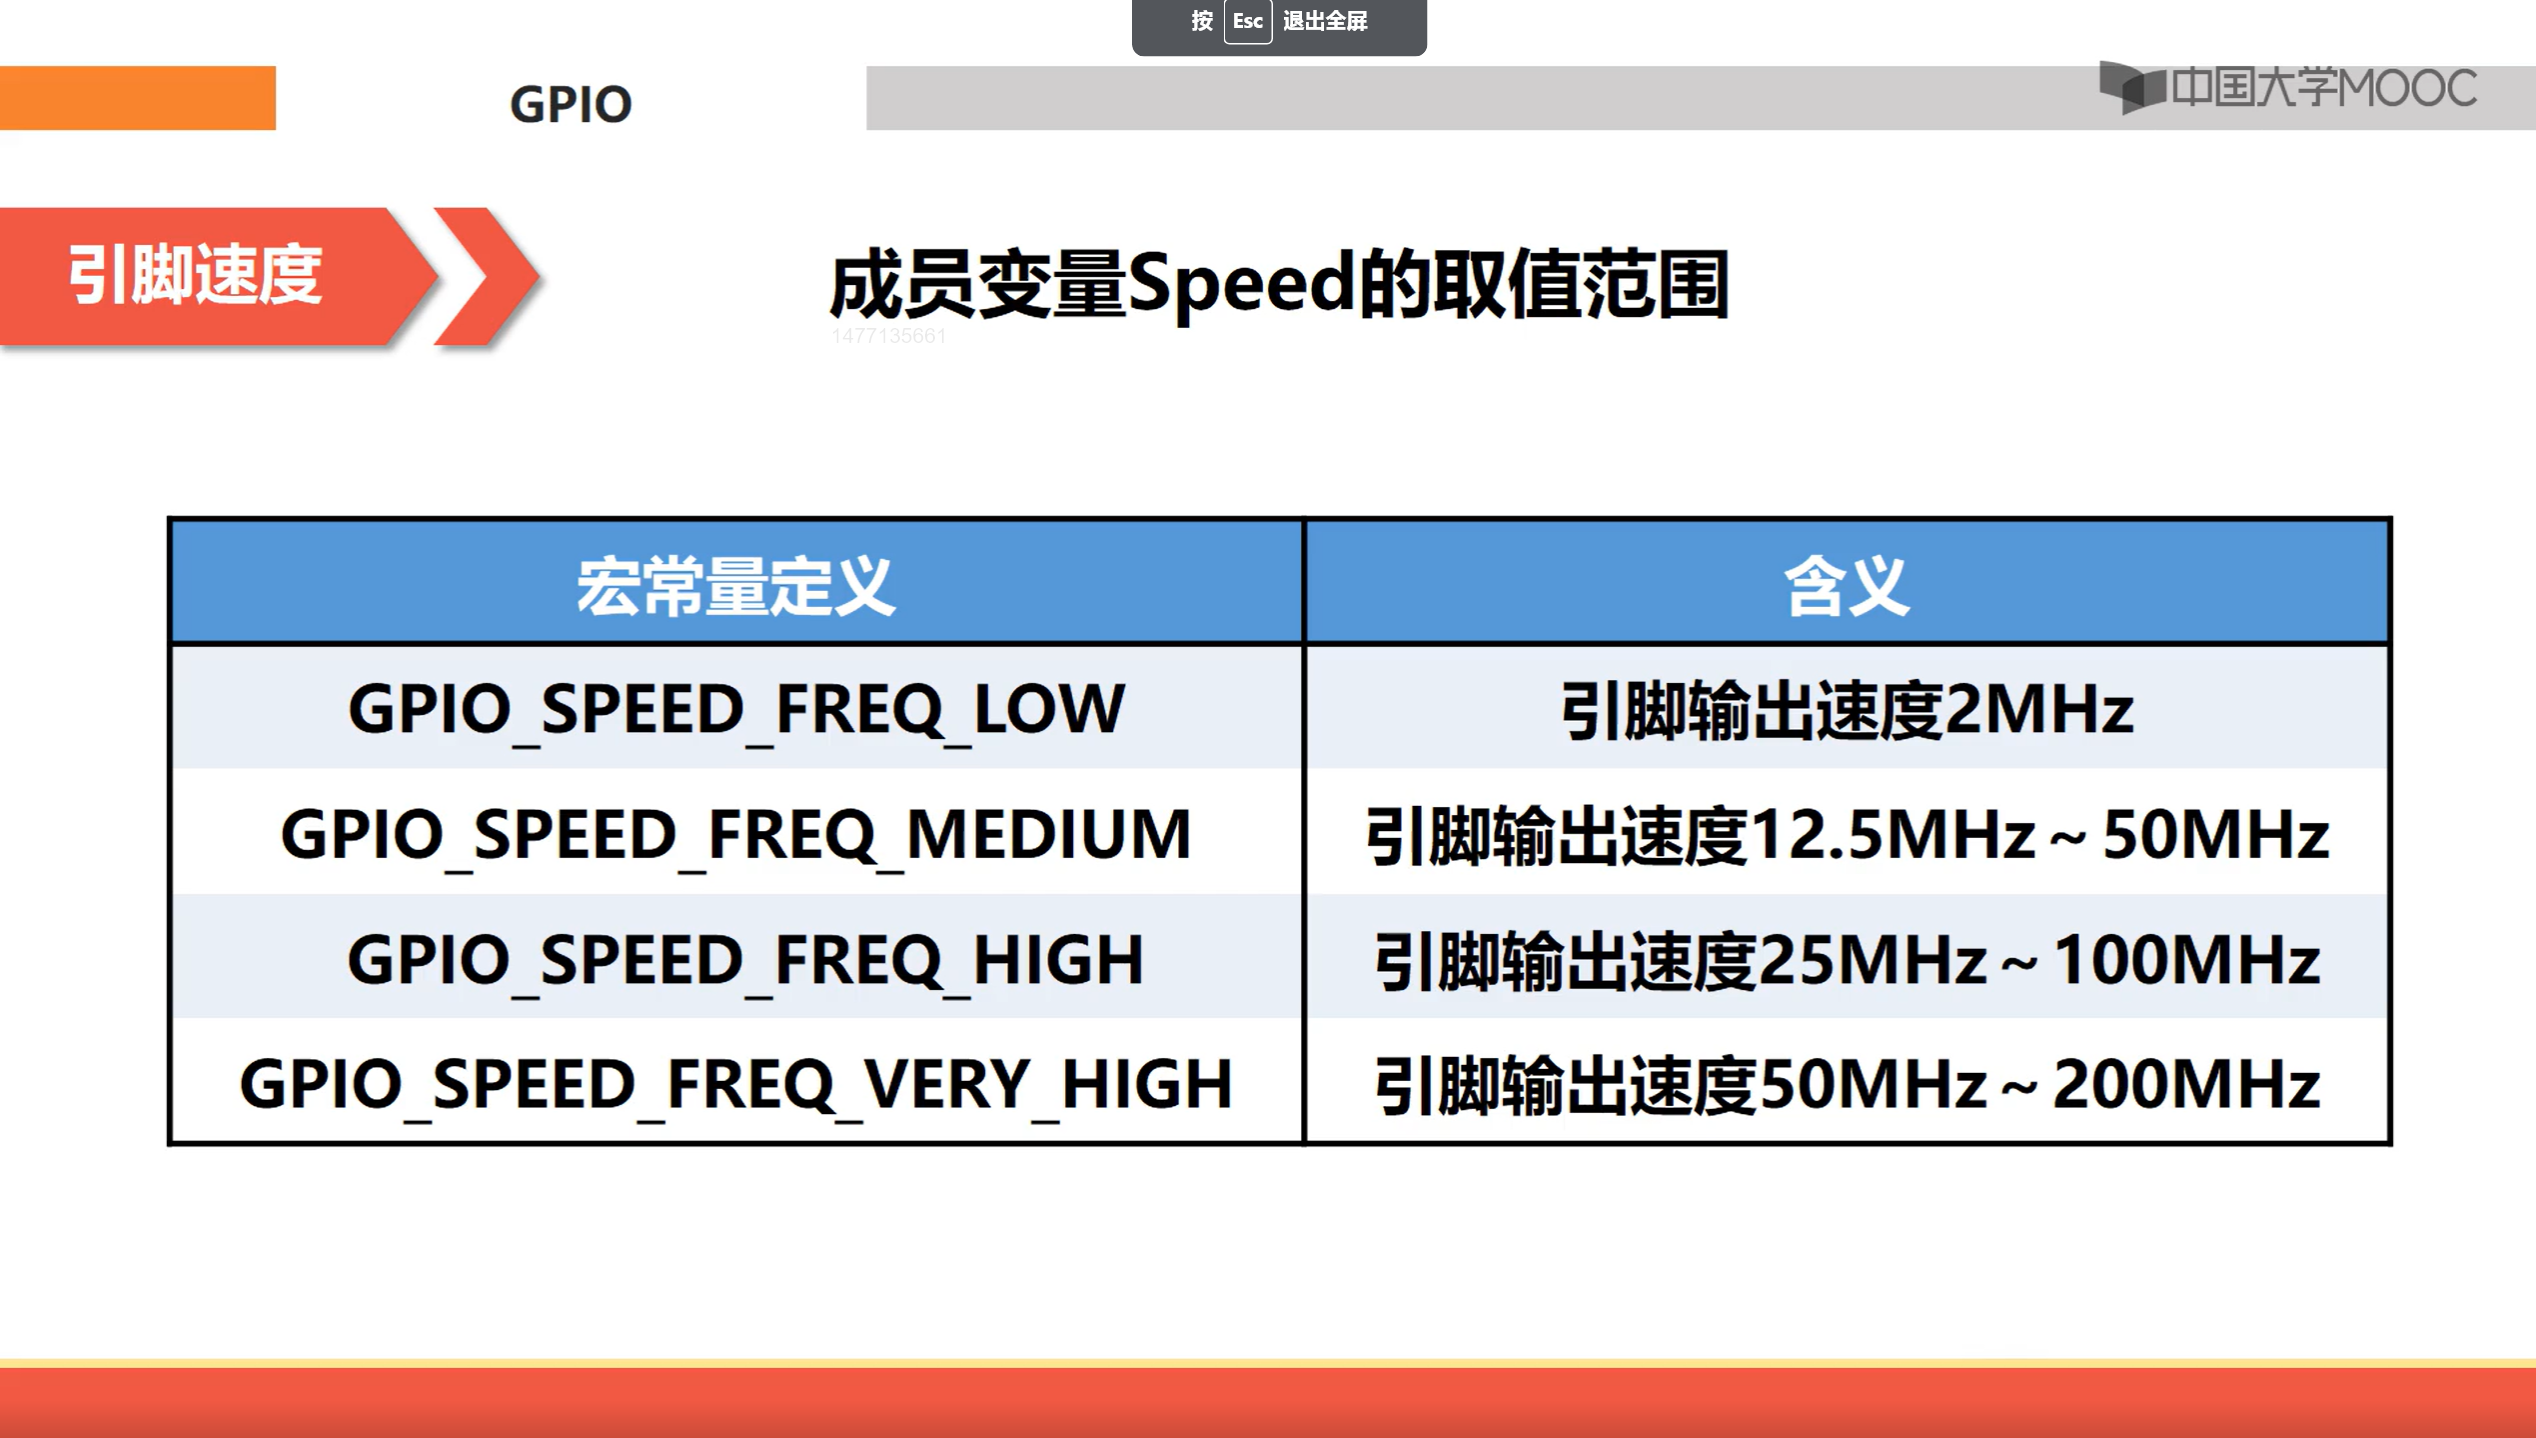 按 Esc 退出全屏
GPIO
中国大学MOOC
引脚速度
成员变量Speed的取值范围
1477135661
宏常量定义 含义
GPIO_SPEED_FREQ_LOW 引脚输出速度2MHz
GPIO_SPEED_FREQ_MEDIUM 引脚输出速度12.5MHz~50MHz
GPIO_SPEED_FREQ_HIGH 引脚输出速度25MHz~100MHz
GPIO_SPEED_FREQ_VERY_HIGH 引脚输出速度50MHz~200MHz